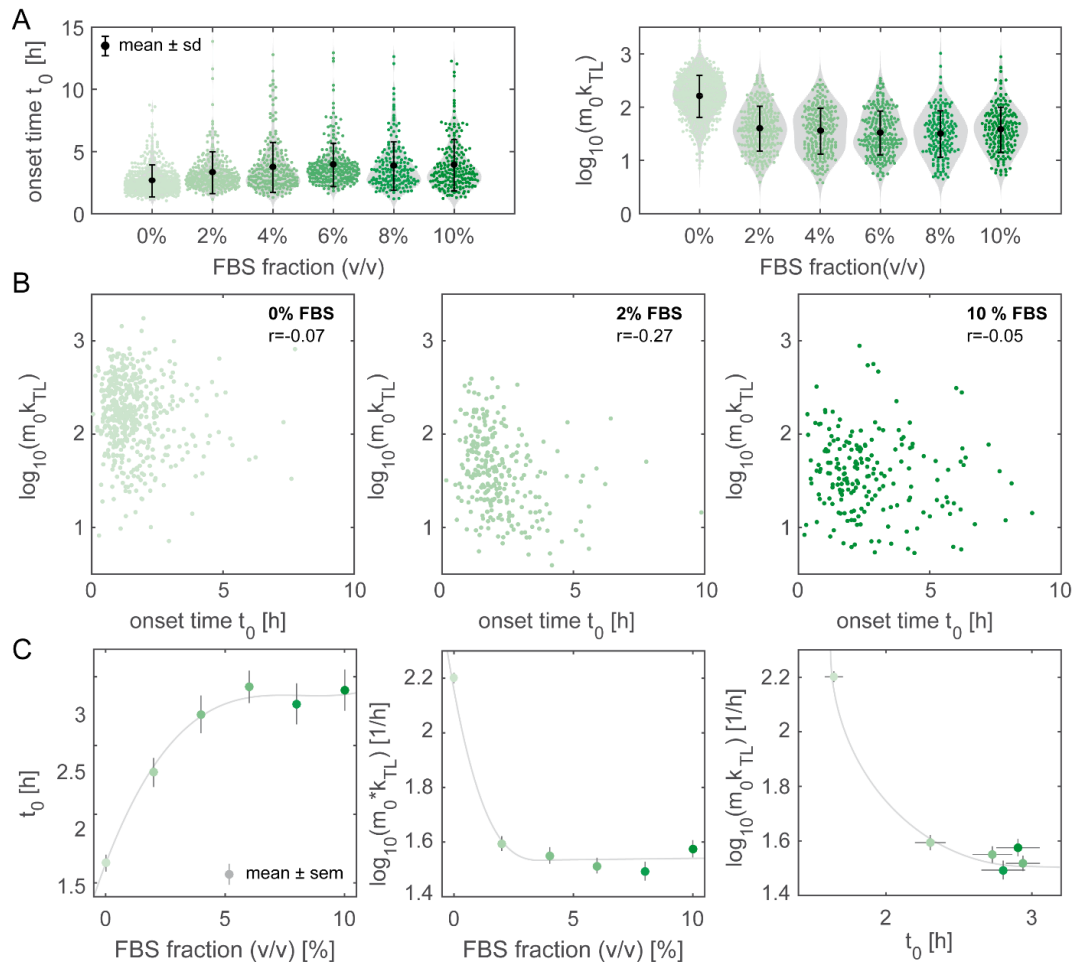 A
onset time t₀ [h]
15
10
5
0
mean ± sd
0% 2% 4% 6% 8% 10%
FBS fraction (v/v)
log₁₀(m₀k_TL)
3
2
1
0
0% 2% 4% 6% 8% 10%
FBS fraction(v/v)
B
log₁₀(m₀k_TL)
3
2
1
0% FBS
r=-0.07
0 5 10
onset time t₀ [h]
log₁₀(m₀k_TL)
3
2
1
2% FBS
r=-0.27
0 5 10
onset time t₀ [h]
log₁₀(m₀k_TL)
3
2
1
10 % FBS
r=-0.05
0 5 10
onset time t₀ [h]
C
t₀ [h]
3
2.5
2
1.5
mean ± sem
0 5 10
FBS fraction (v/v) [%]
log₁₀(m₀*k_TL) [1/h]
2.2
2
1.8
1.6
1.4
0 5 10
FBS fraction (v/v) [%]
log₁₀(m₀k_TL) [1/h]
2.2
2
1.8
1.6
1.4
2 3
t₀ [h]